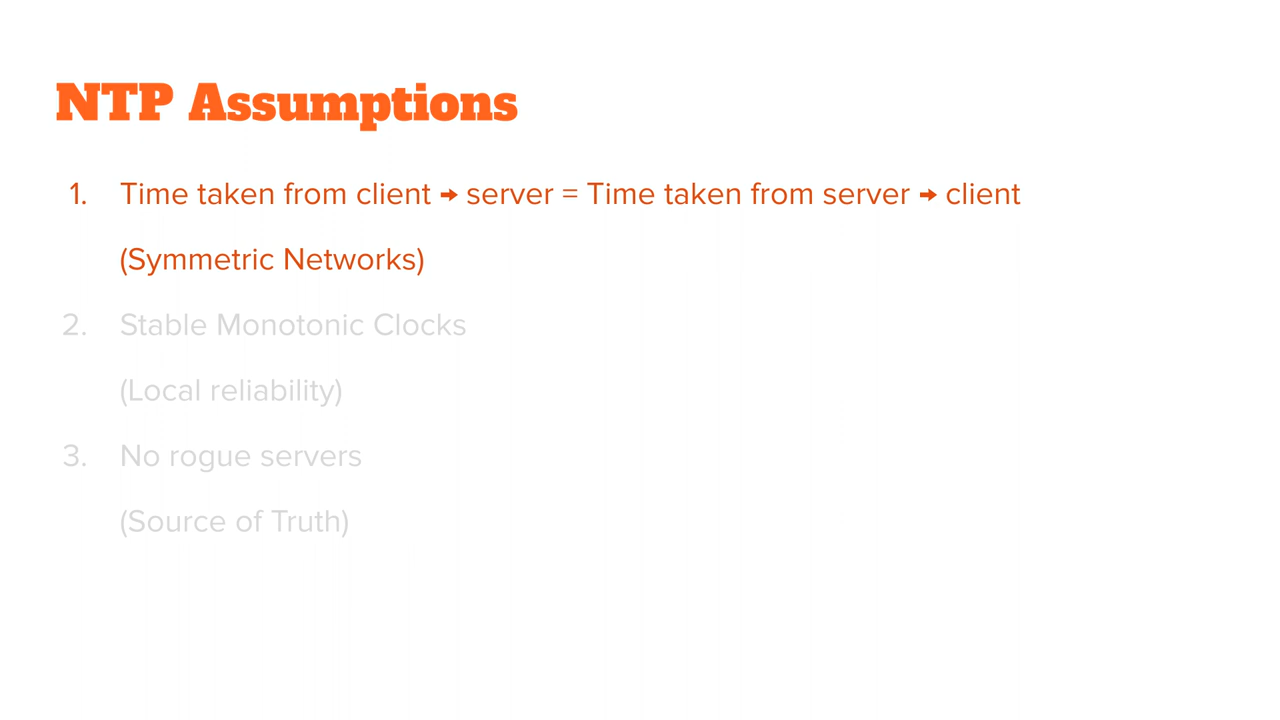 NTP Assumptions
1. Time taken from client → server = Time taken from server → client
(Symmetric Networks)
2. Stable Monotonic Clocks
(Local reliability)
3. No rogue servers
(Source of Truth)